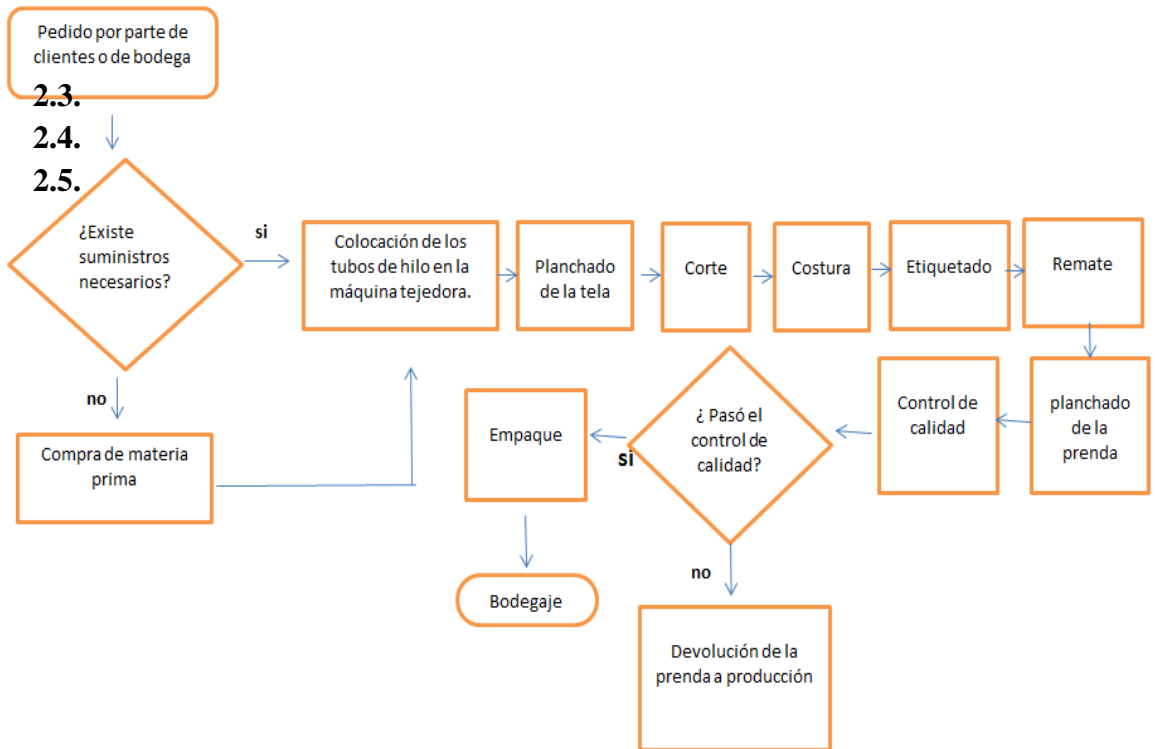 Pedido por parte de
clientes o de bodega
2.3.
2.4.
2.5.
¿Existe
suministros
necesarios?
si
Colocación de los
tubos de hilo en la
máquina tejedora.
Planchado
de la tela
Corte
Costura
Etiquetado
Remate
no
Compra de materia
prima
planchado
de la
prenda
Control de
calidad
¿ Pasó el
control de
calidad?
si
Empaque
Bodegaje
no
Devolución de la
prenda a producción